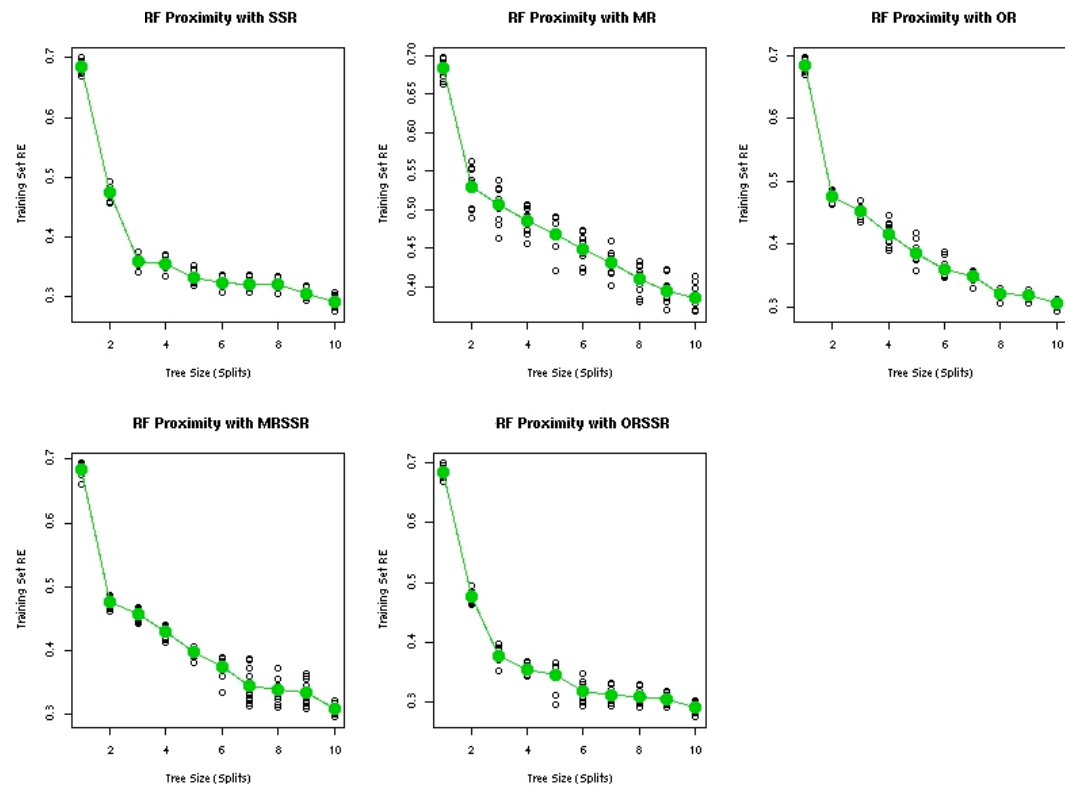 RF Proximity with SSR
Training Set RE
0.7
0.6
0.5
0.4
0.3
2 4 6 8 10
Tree Size (Splits)
RF Proximity with MR
Training Set RE
0.70
0.65
0.60
0.55
0.50
0.45
0.40
2 4 6 8 10
Tree Size (Splits)
RF Proximity with OR
Training Set RE
0.7
0.6
0.5
0.4
0.3
2 4 6 8 10
Tree Size (Splits)
RF Proximity with MRSSR
Training Set RE
0.7
0.6
0.5
0.4
0.3
2 4 6 8 10
Tree Size (Splits)
RF Proximity with ORSSR
Training Set RE
0.7
0.6
0.5
0.4
0.3
2 4 6 8 10
Tree Size (Splits)